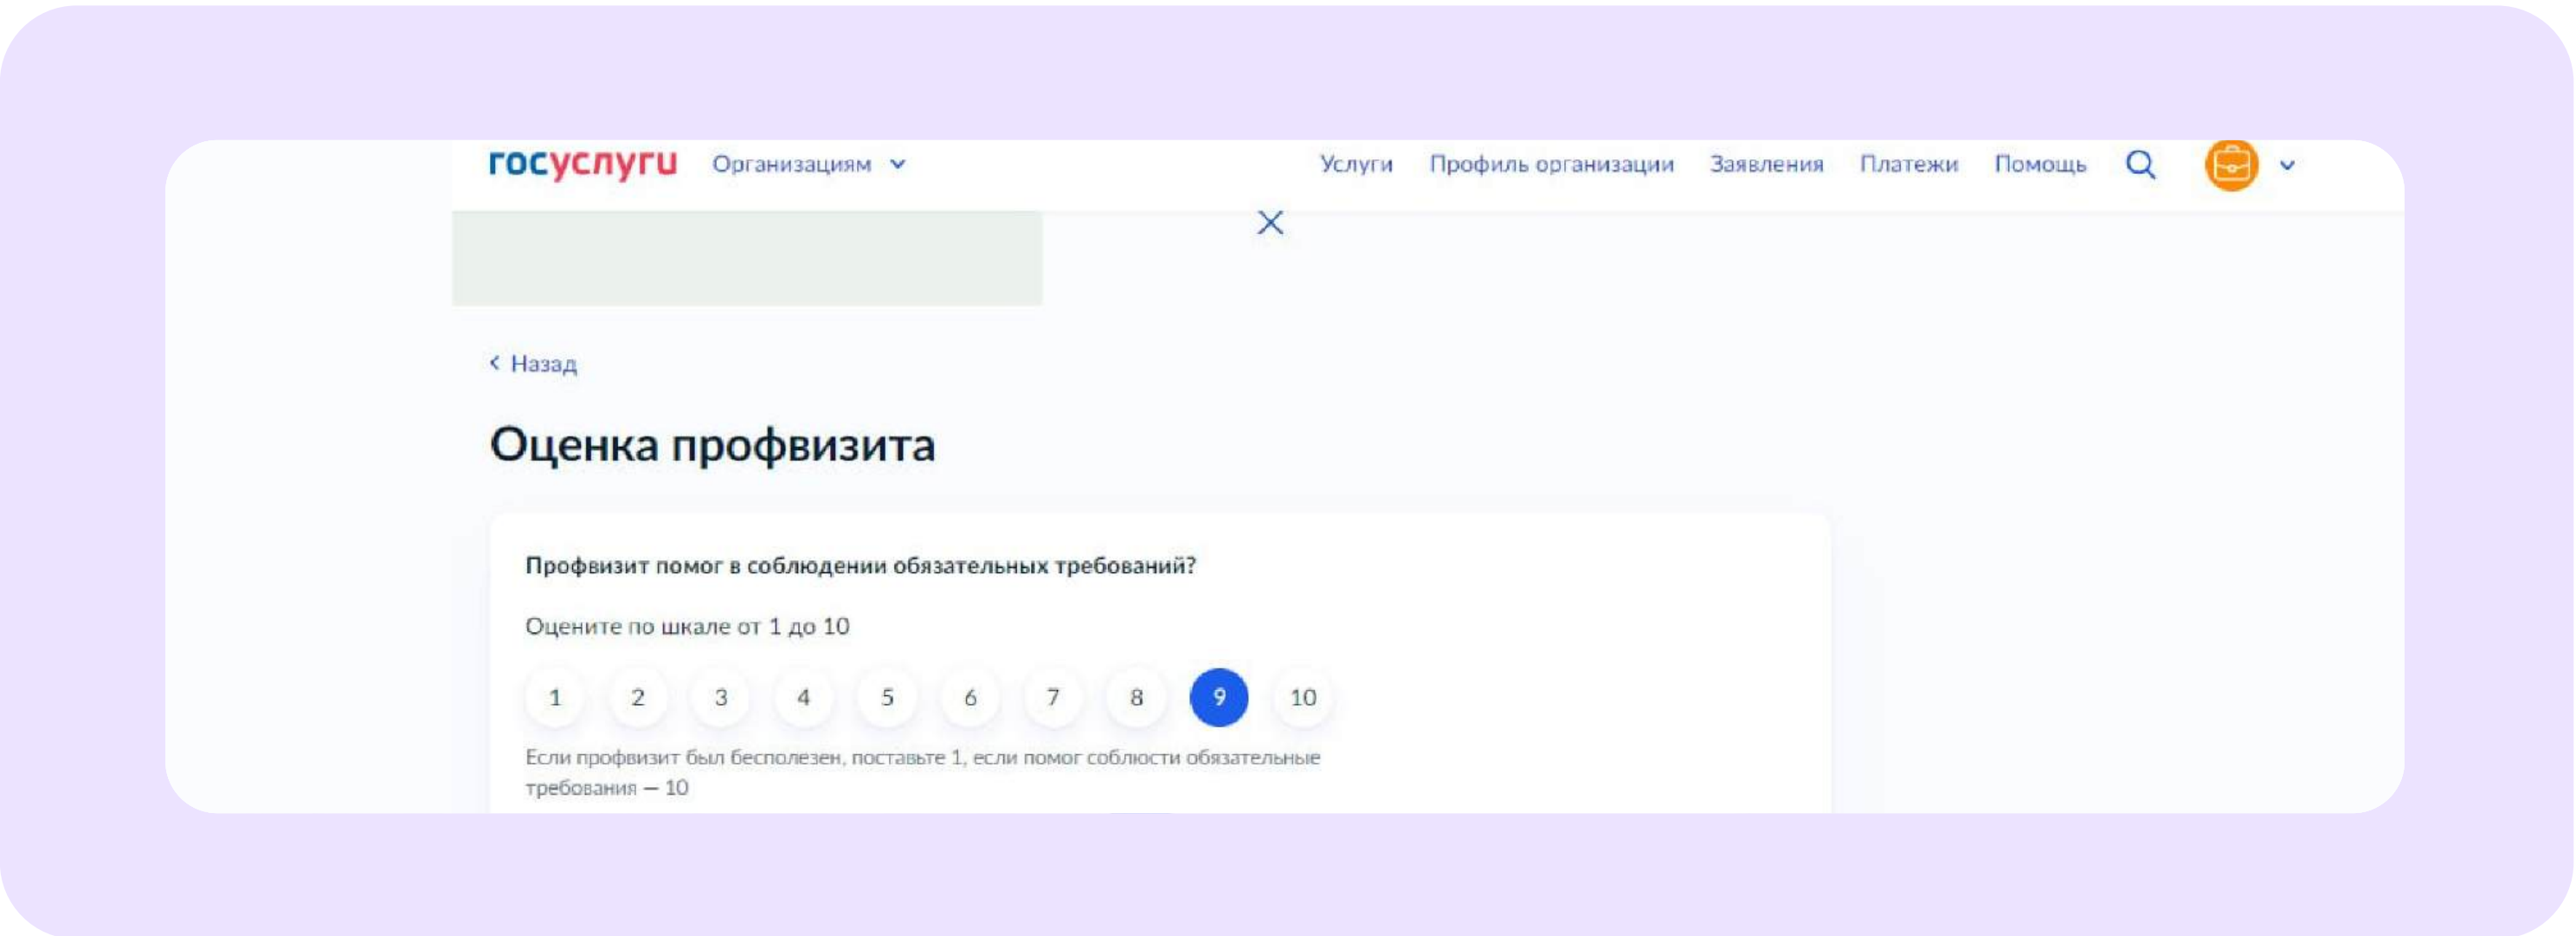 госуслуги Организациям Услуги Профиль организации Заявления Платежи Помощь
Назад
Оценка профвизита
Профвизит помог в соблюдении обязательных требований?
Оцените по шкале от 1 до 10
1 2 3 4 5 6 7 8 9 10
Если профвизит был бесполезен, поставьте 1, если помог соблюсти обязательные
требования — 10